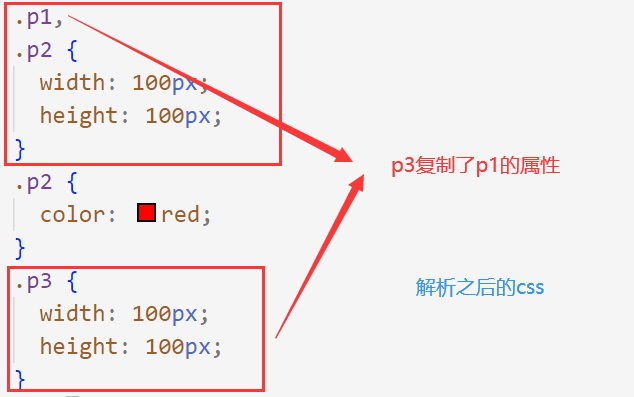 .p1,
.p2 {
width: 100px;
height: 100px;
}
.p2 {
color: red;
}
.p3 {
width: 100px;
height: 100px;
}
p3复制了p1的属性
解析之后的css